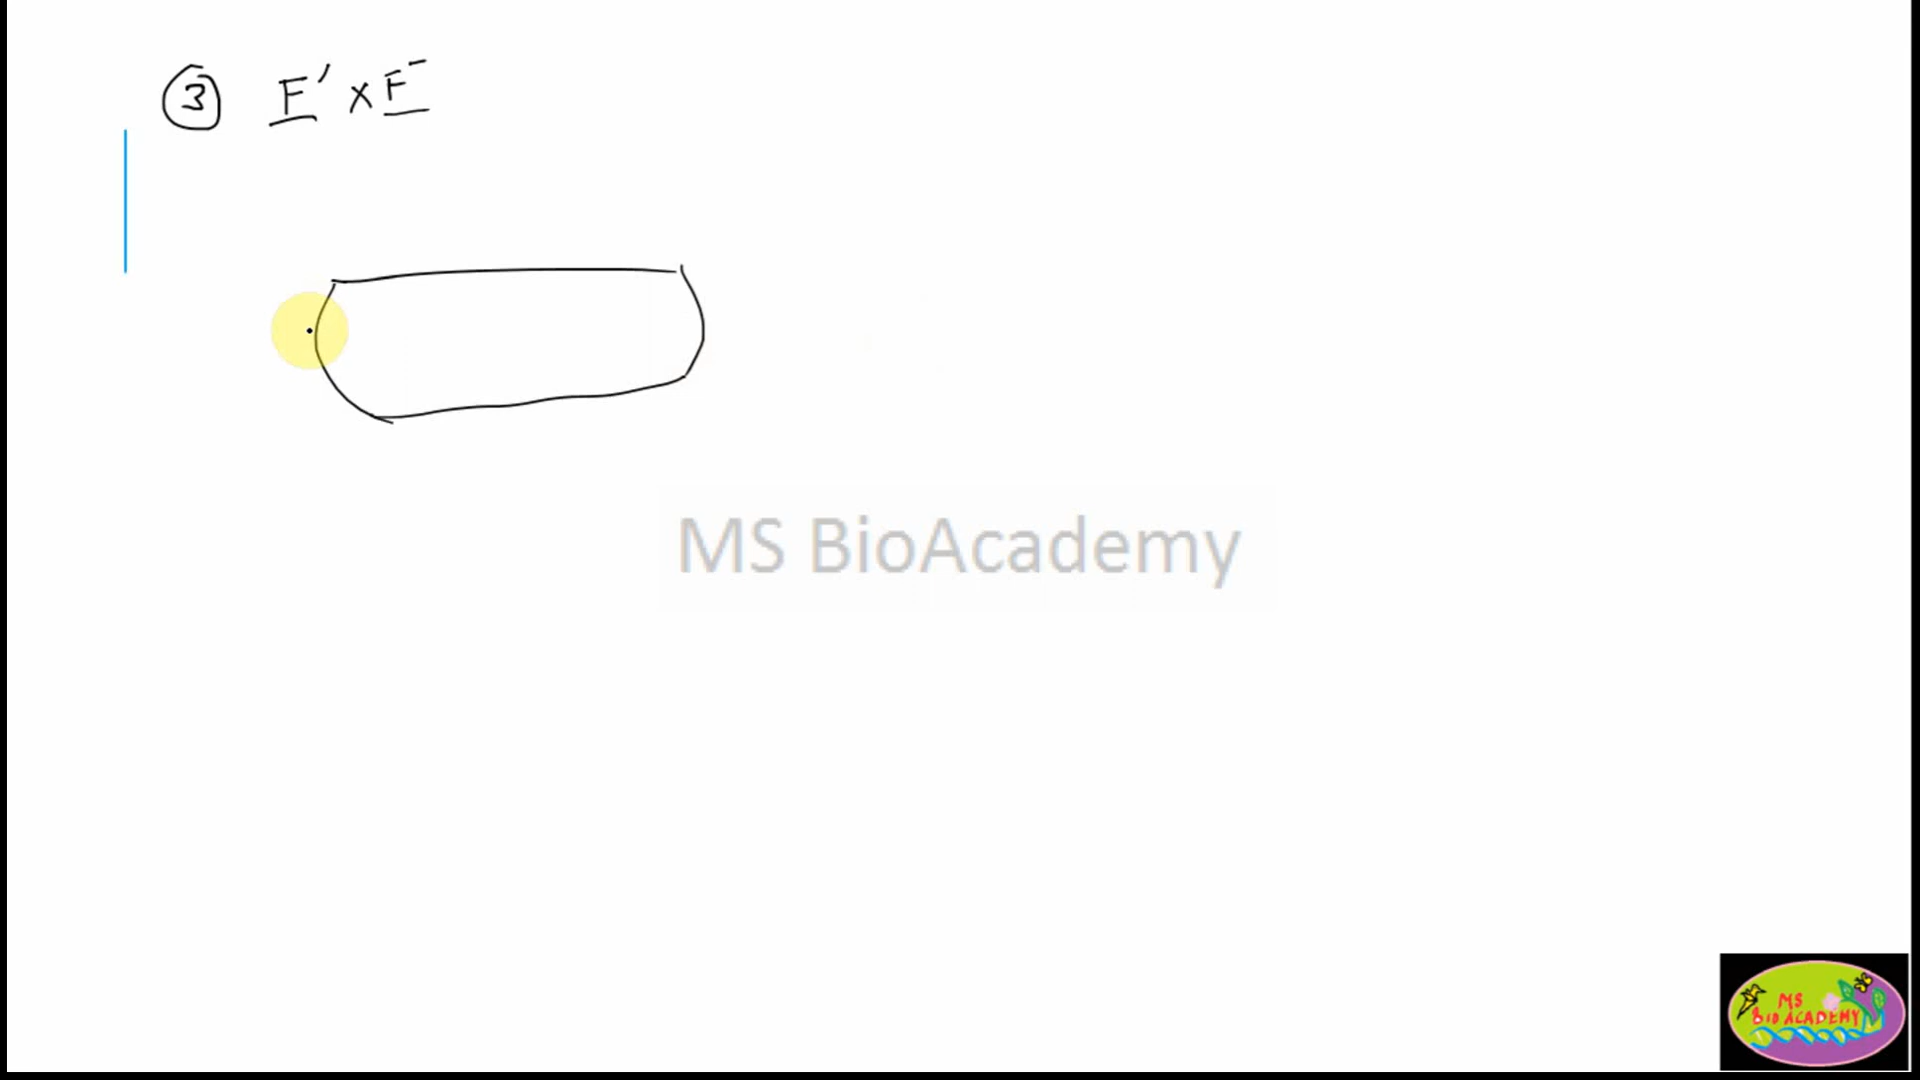 ③ F′ × F⁻
MS BioAcademy
MS
BIO ACADEMY